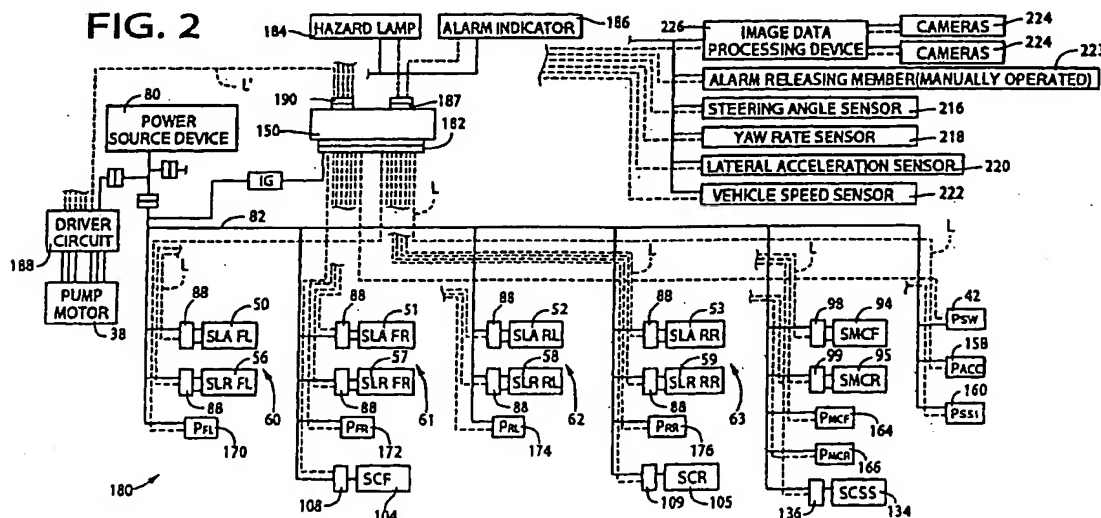 FIG. 2
184
HAZARD LAMP
ALARM INDICATOR
186
226
IMAGE DATA
PROCESSING DEVICE
CAMERAS
224
CAMERAS
224
223
ALARM RELEASING MEMBER(MANUALLY OPERATED)
STEERING ANGLE SENSOR
216
YAW RATE SENSOR
218
LATERAL ACCELERATION SENSOR
220
VEHICLE SPEED SENSOR
222
L'
190
187
150
182
80
POWER
SOURCE DEVICE
IG
L
82
DRIVER
CIRCUIT
188
PUMP
MOTOR
38
L
L
L
L
88
50
SLA FL
56
SLR FL
88
60
PFL
170
88
51
SLA FR
57
SLR FR
88
61
PFR
172
108
SCF
104
88
52
SLA RL
58
SLR RL
88
62
PRL
174
88
53
SLA RR
59
SLR RR
88
63
PRR
176
109
SCR
105
98
94
SMCF
99
95
SMCR
PMCF
164
PMCR
166
136
SCSS
134
42
PSW
158
PACC
160
PSS1
180